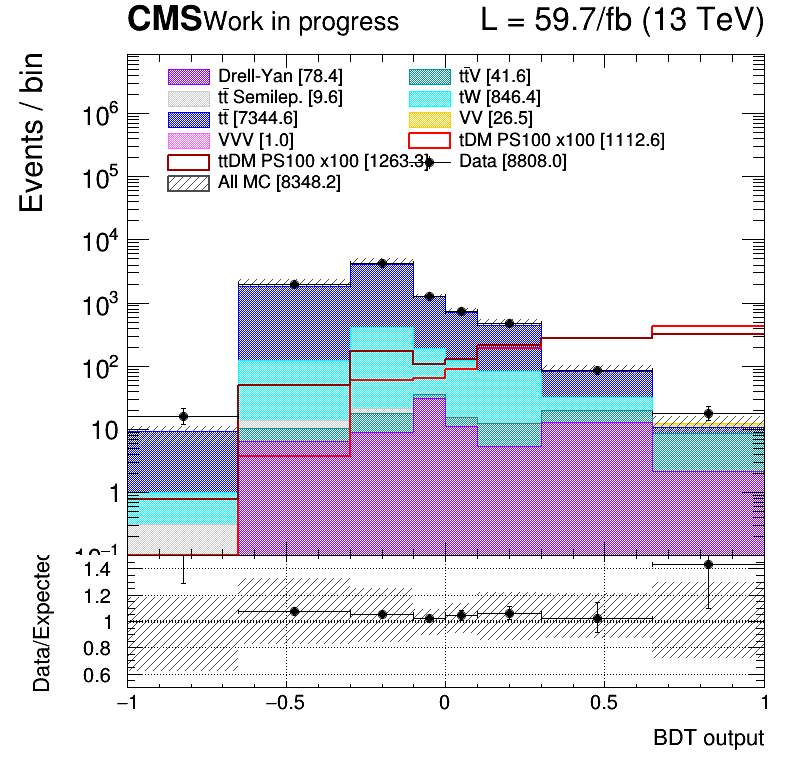 CMS Work in progress L = 59.7/fb (13 TeV)
Events / bin
Drell-Yan [78.4] tt̄V [41.6]
tt̄ Semilep. [9.6] tW [846.4]
tt̄ [7344.6] VV [26.5]
VVV [1.0] tDM PS100 x100 [1112.6]
ttDM PS100 x100 [1263.3] Data [8808.0]
All MC [8348.2]
10⁶
10⁵
10⁴
10³
10²
10
1
10⁻¹
Data/Expected
1.4
1.2
1
0.8
0.6
−1 −0.5 0 0.5 1
BDT output